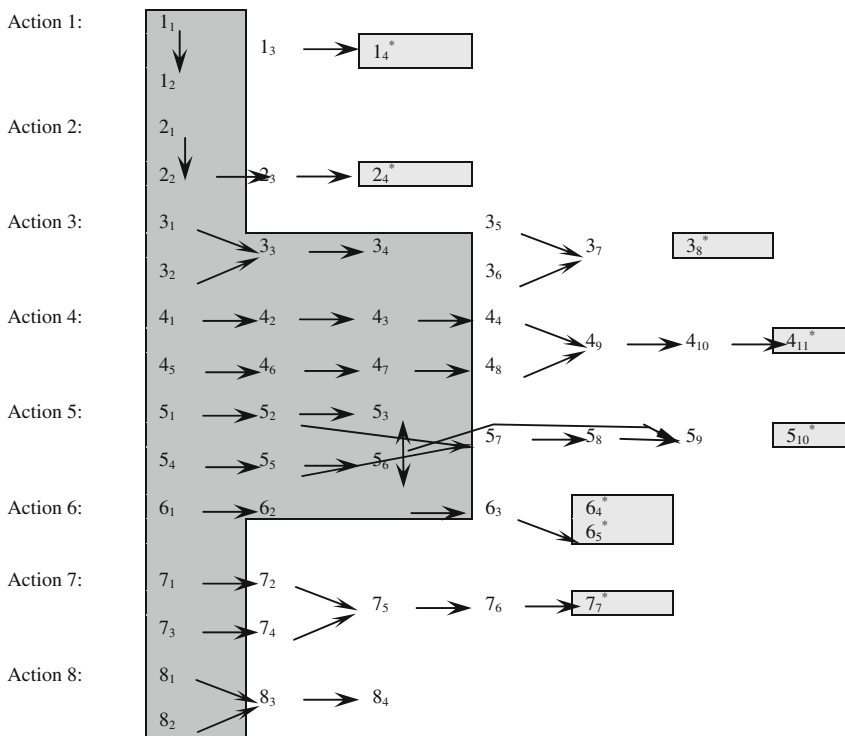 Action 1: 1₁
1₃ 1₄*
1₂
Action 2: 2₁
2₂ 2₃ 2₄*
Action 3: 3₁ 3₅
3₃ 3₄ 3₇ 3₈*
3₂ 3₆
Action 4: 4₁ 4₂ 4₃ 4₄
4₉ 4₁₀ 4₁₁*
4₅ 4₆ 4₇ 4₈
Action 5: 5₁ 5₂ 5₃
5₇ 5₈ 5₉ 5₁₀*
5₄ 5₅ 5₆
Action 6: 6₁ 6₂ 6₃ 6₄*
6₅*
Action 7: 7₁ 7₂
7₅ 7₆ 7₇*
7₃ 7₄
Action 8: 8₁
8₃ 8₄
8₂